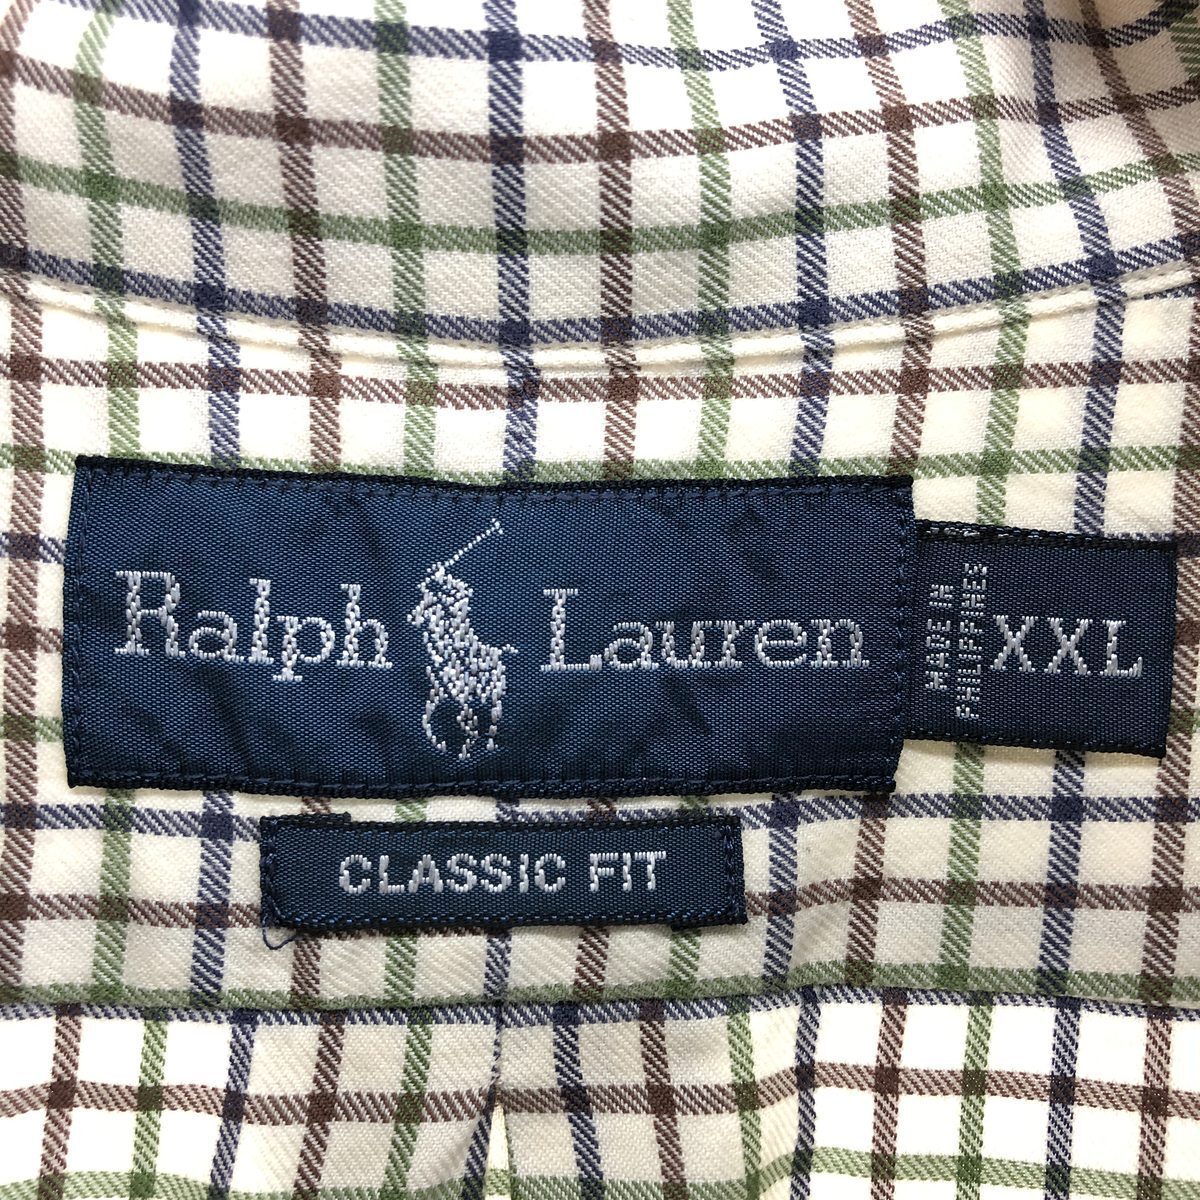 Ralph Lauren
MADE IN
PHILIPPINES
XXL
CLASSIC FIT